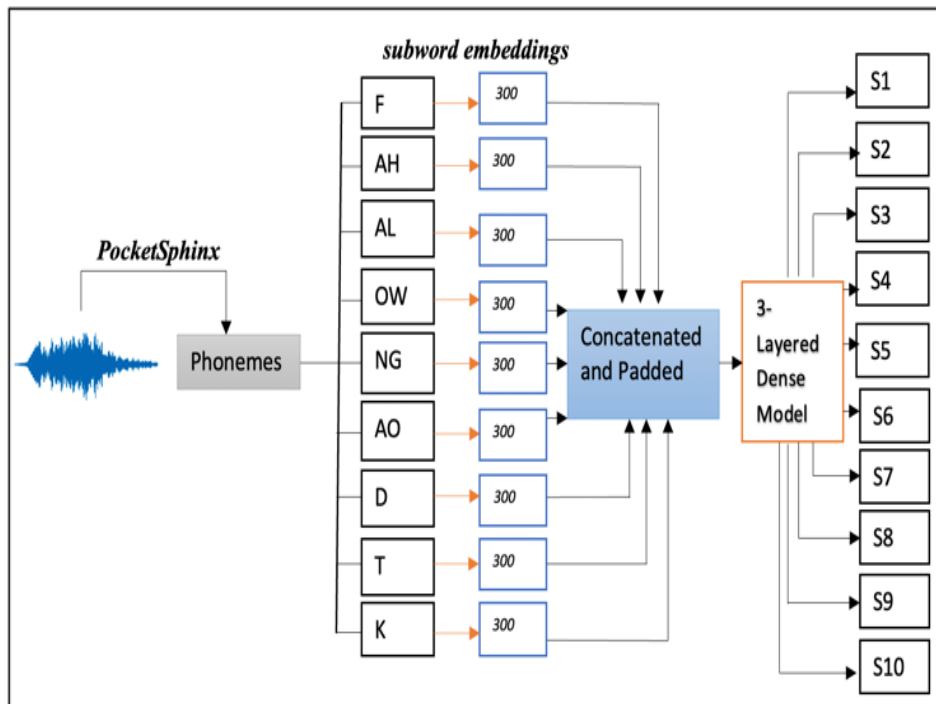 subword embeddings
PocketSphinx
Phonemes
F
300
AH
300
AL
300
OW
300
NG
300
AO
300
D
300
T
300
K
300
Concatenated
and Padded
3-
Layered
Dense
Model
S1
S2
S3
S4
S5
S6
S7
S8
S9
S10